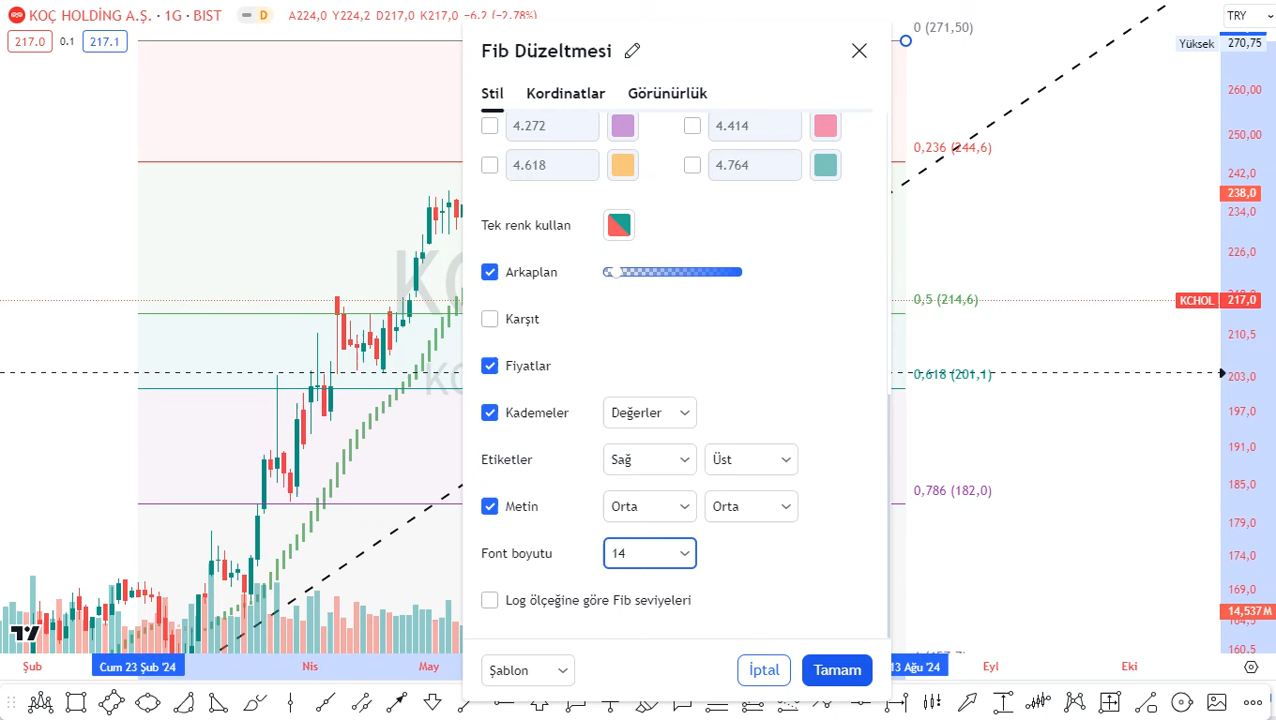 KOÇ HOLDİNG A.Ş. · 1G · BIST D A224,0 Y224,2 D217,0 K217,0 −6,2 (−2,78%)
217.0 0.1 217.1
TRY
0 (271,50)
Yüksek 270,75
Fib Düzeltmesi
Stil Kordinatlar Görünürlük
4.272 4.414
4.618 4.764
Tek renk kullan
Arkaplan
Karşıt
Fiyatlar
Kademeler Değerler
Etiketler Sağ Üst
Metin Orta Orta
Font boyutu 14
Log ölçeğine göre Fib seviyeleri
Şablon İptal Tamam
0,236 (244,6)
0,5 (214,6)
0,618 (201,1)
0,786 (182,0)
260,00
250,00
242,0
238,0
234,0
226,0
KCHOL 217,0
210,5
203,0
197,0
191,0
185,0
179,0
174,0
169,0
14,537M
164,5
160,5
Şub Cum 23 Şub '24 Nis May 13 Ağu '24 Eyl Eki